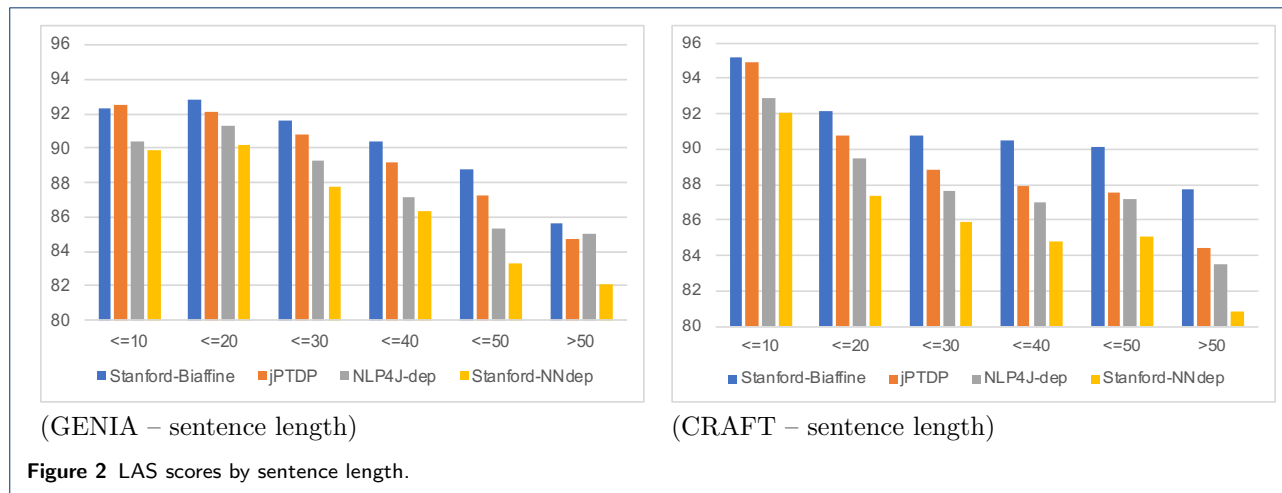 96
94
92
90
88
86
84
82
80
<=10 <=20 <=30 <=40 <=50 >50
Stanford-Biaffine jPTDP NLP4J-dep Stanford-NNdep
(GENIA – sentence length)
96
94
92
90
88
86
84
82
80
<=10 <=20 <=30 <=40 <=50 >50
Stanford-Biaffine jPTDP NLP4J-dep Stanford-NNdep
(CRAFT – sentence length)
Figure 2 LAS scores by sentence length.